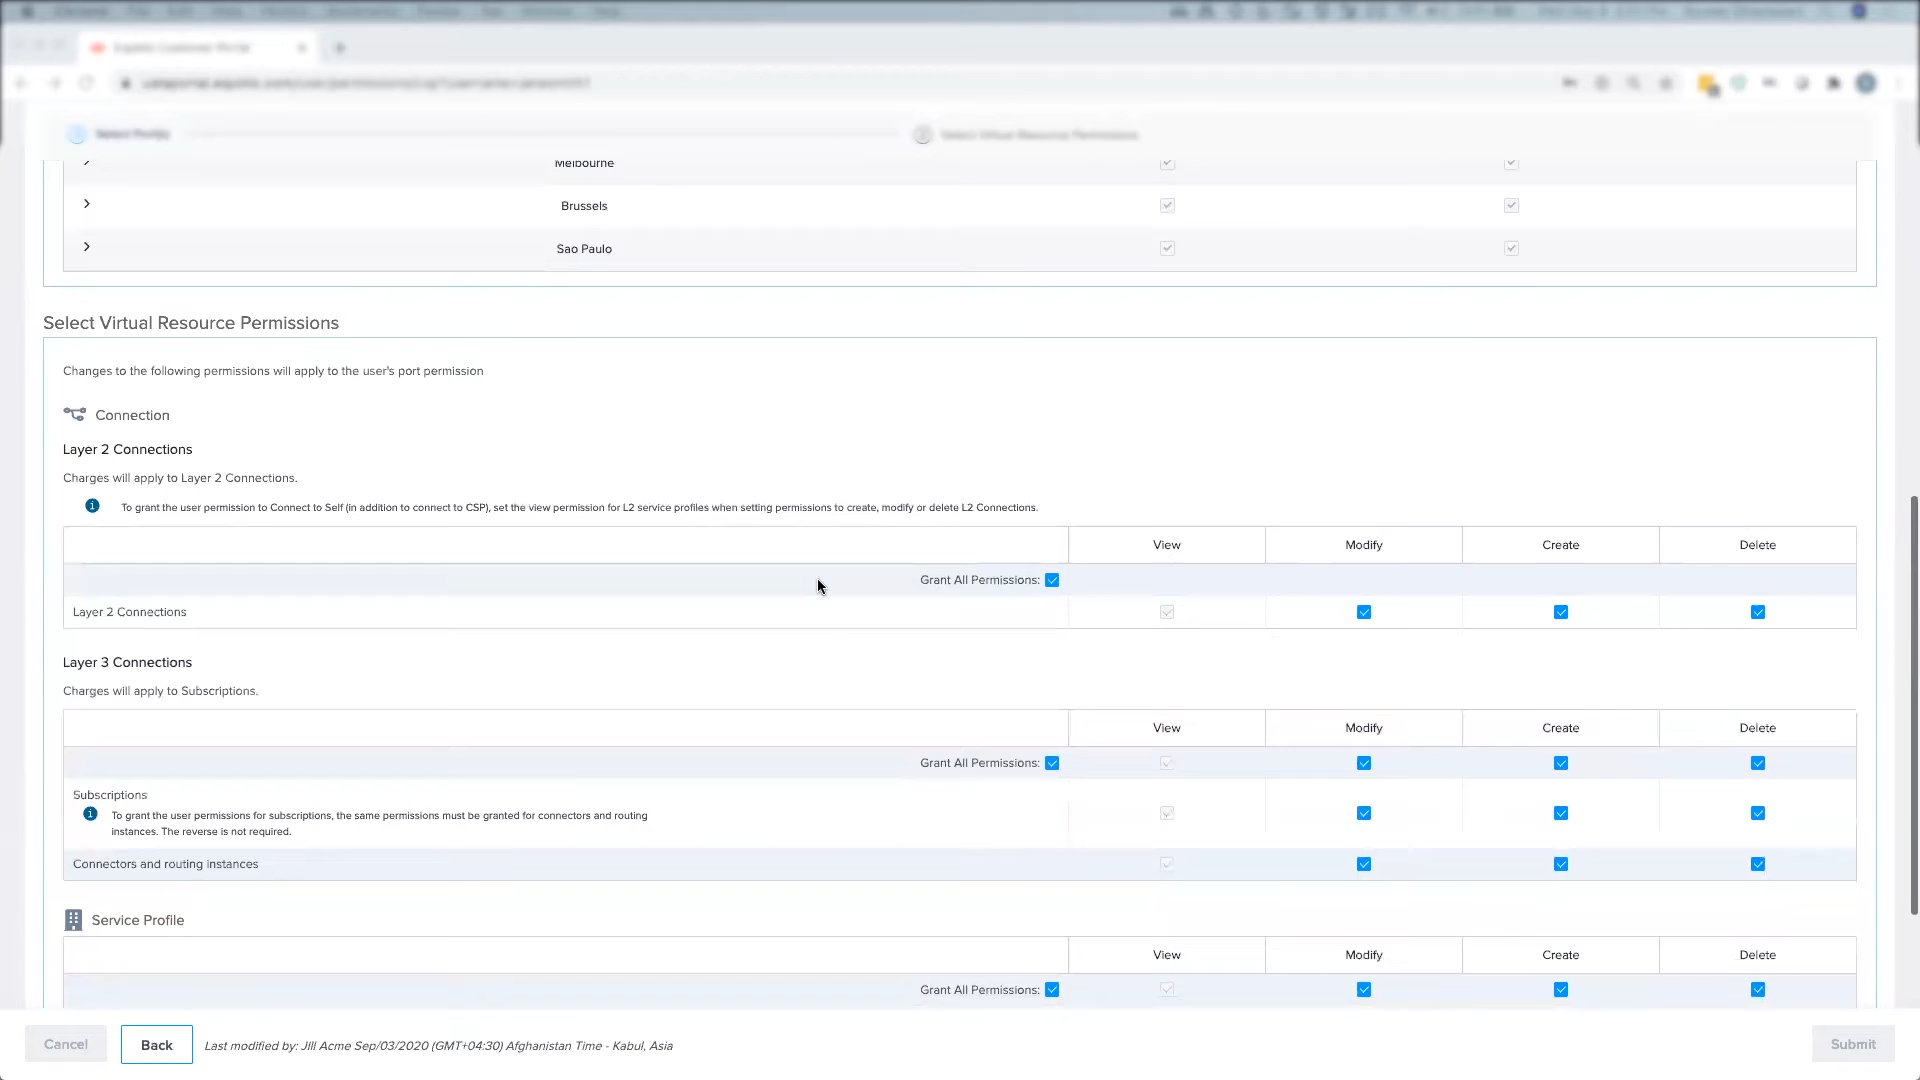 Select Port(s)
Select Virtual Resource Permissions
Melbourne
Brussels
Sao Paulo
Select Virtual Resource Permissions
Changes to the following permissions will apply to the user's port permission
Connection
Layer 2 Connections
Charges will apply to Layer 2 Connections.
To grant the user permission to Connect to Self (in addition to connect to CSP), set the view permission for L2 service profiles when setting permissions to create, modify or delete L2 Connections.
View Modify Create Delete
Grant All Permissions:
Layer 2 Connections
Layer 3 Connections
Charges will apply to Subscriptions.
View Modify Create Delete
Grant All Permissions:
Subscriptions
To grant the user permissions for subscriptions, the same permissions must be granted for connectors and routing
instances. The reverse is not required.
Connectors and routing instances
Service Profile
View Modify Create Delete
Grant All Permissions:
Cancel Back Last modified by: JIll Acme Sep/03/2020 (GMT+04:30) Afghanistan Time - Kabul, Asia Submit